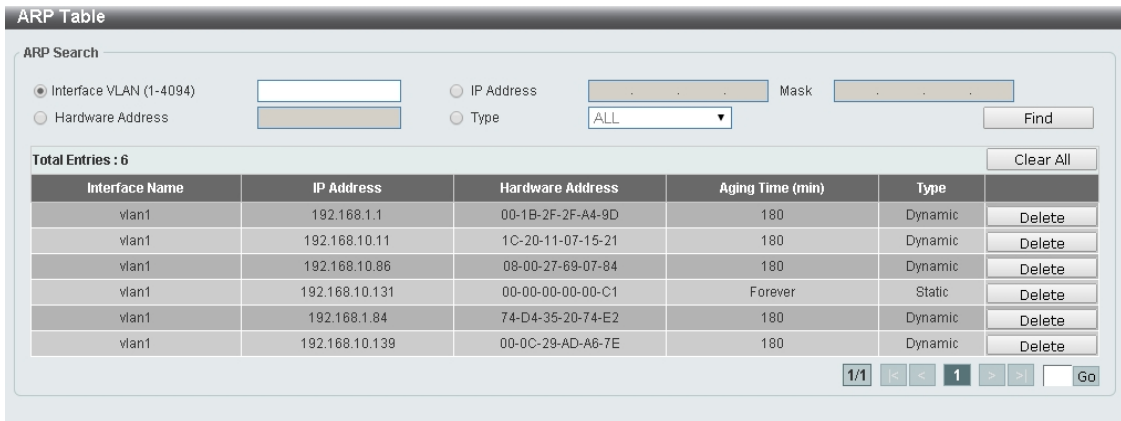 ARP Table
ARP Search
Interface VLAN (1-4094) IP Address . . . Mask . . .
Hardware Address Type ALL Find
Total Entries : 6 Clear All
Interface Name IP Address Hardware Address Aging Time (min) Type
vlan1 192.168.1.1 00-1B-2F-2F-A4-9D 180 Dynamic Delete
vlan1 192.168.10.11 1C-20-11-07-15-21 180 Dynamic Delete
vlan1 192.168.10.86 08-00-27-69-07-84 180 Dynamic Delete
vlan1 192.168.10.131 00-00-00-00-00-C1 Forever Static Delete
vlan1 192.168.1.84 74-D4-35-20-74-E2 180 Dynamic Delete
vlan1 192.168.10.139 00-0C-29-AD-A6-7E 180 Dynamic Delete
1/1 |< < 1 > >| Go